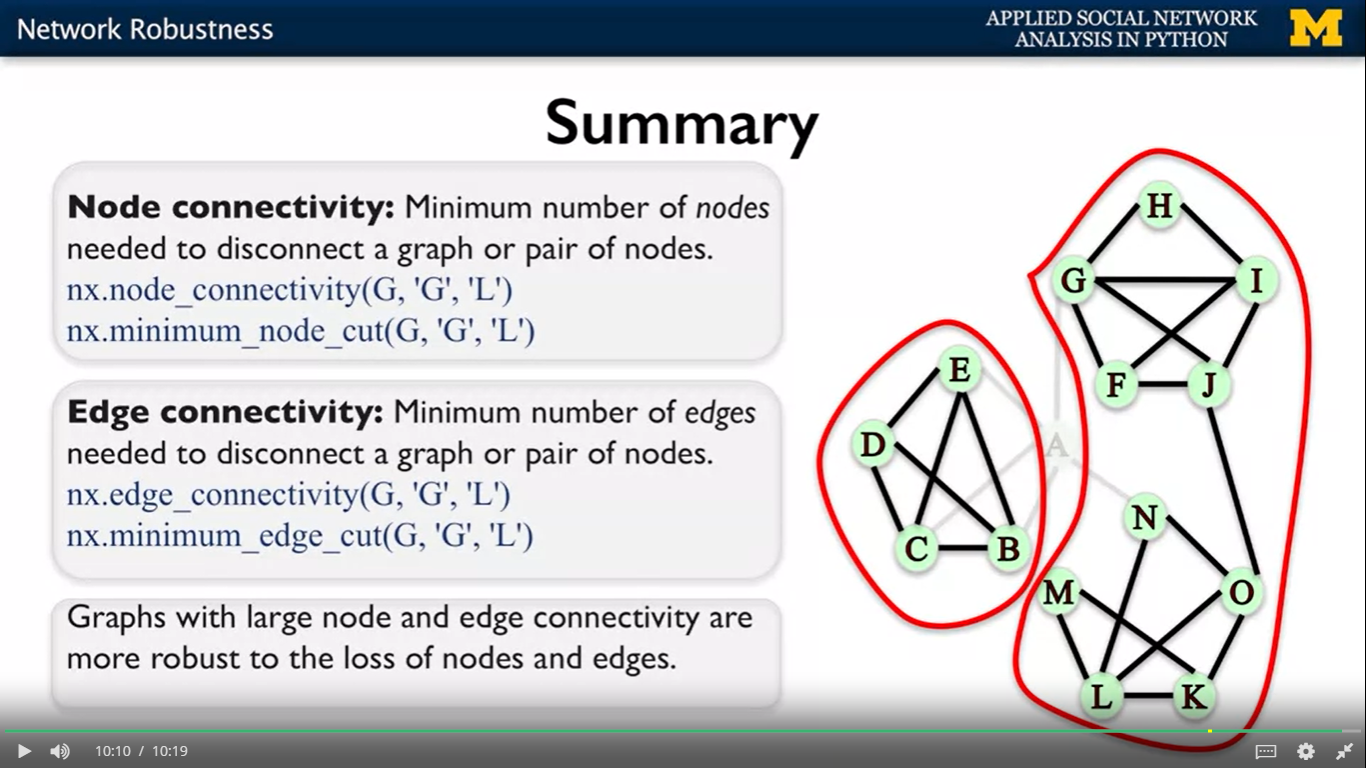 Network Robustness
APPLIED SOCIAL NETWORK
ANALYSIS IN PYTHON
M
Summary
Node connectivity: Minimum number of nodes
needed to disconnect a graph or pair of nodes.
nx.node_connectivity(G, 'G', 'L')
nx.minimum_node_cut(G, 'G', 'L')
Edge connectivity: Minimum number of edges
needed to disconnect a graph or pair of nodes.
nx.edge_connectivity(G, 'G', 'L')
nx.minimum_edge_cut(G, 'G', 'L')
Graphs with large node and edge connectivity are
more robust to the loss of nodes and edges.
H
G
I
F
J
E
D
A
C
B
N
M
O
L
K
10:10 / 10:19